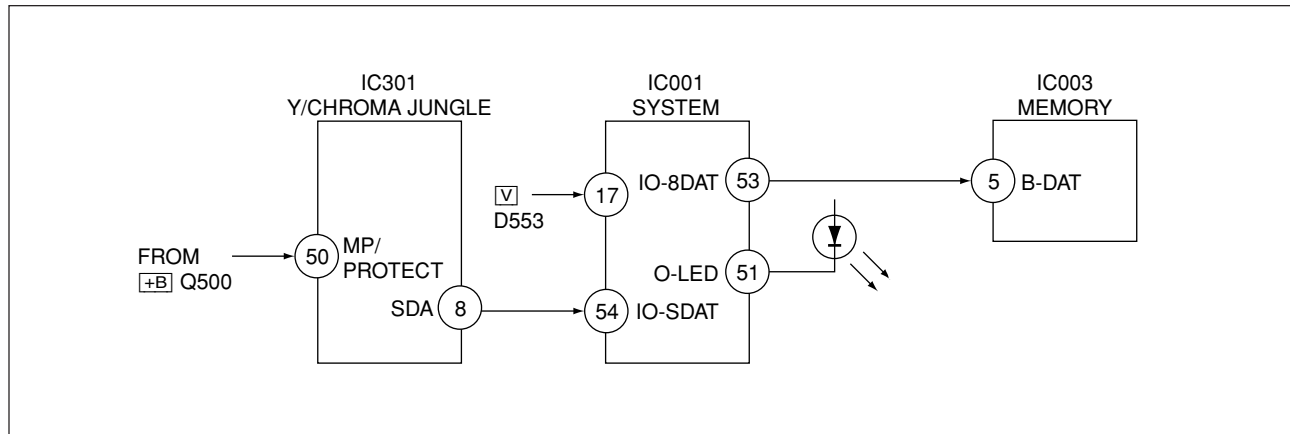 IC301
Y/CHROMA JUNGLE
FROM
+B Q500
50
MP/
PROTECT
SDA
8
IC001
SYSTEM
V
D553
17
54
IO-SDAT
IO-8DAT
53
O-LED
51
IC003
MEMORY
5
B-DAT